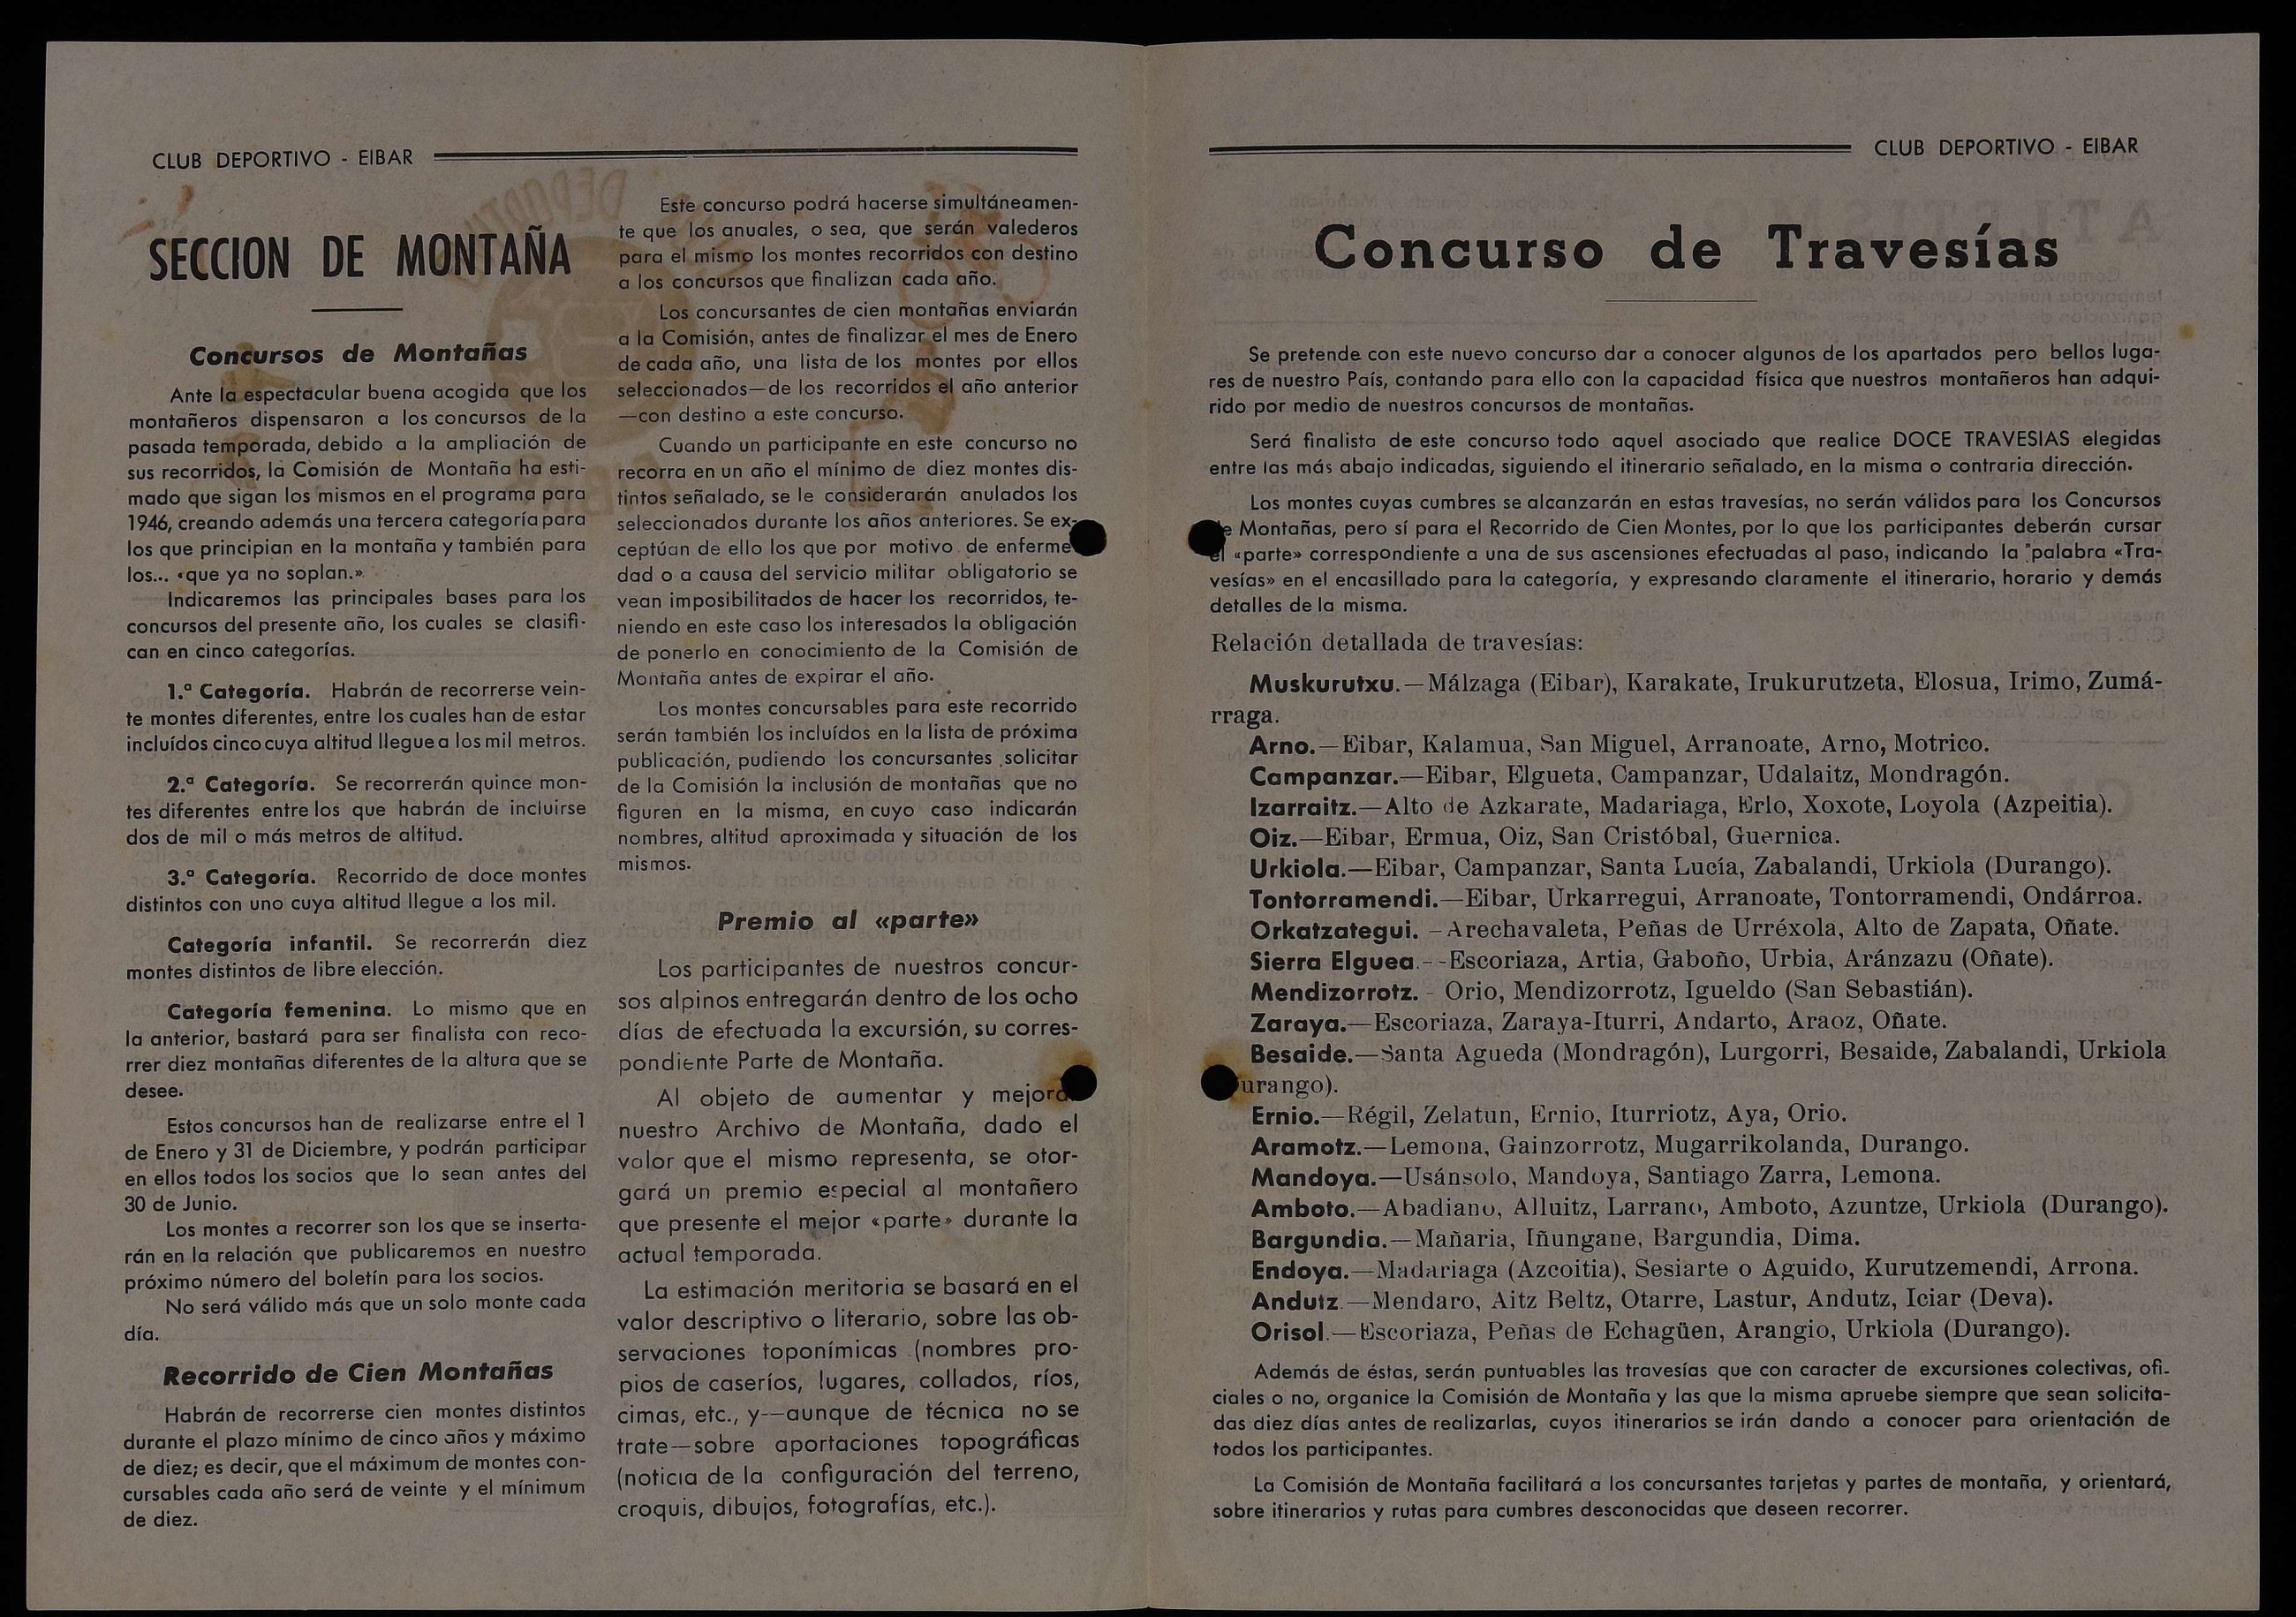 CLUB DEPORTIVO - EIBAR
SECCION DE MONTAÑA
Concursos de Montañas
Ante la espectacular buena acogida que los
montañeros dispensaron a los concursos de la
pasada temporada, debido a la ampliación de
sus recorridos, la Comisión de Montaña ha esti-
mado que sigan los mismos en el programa para
1946, creando además una tercera categoría para
los que principian en la montaña y también para
los... «que ya no soplan.»
Indicaremos las principales bases para los
concursos del presente año, los cuales se clasifi-
can en cinco categorías.
1.ª Categoría. Habrán de recorrerse vein-
te montes diferentes, entre los cuales han de estar
incluídos cinco cuya altitud llegue a los mil metros.
2.ª Categoría. Se recorrerán quince mon-
tes diferentes entre los que habrán de incluirse
dos de mil o más metros de altitud.
3.ª Categoría. Recorrido de doce montes
distintos con uno cuya altitud llegue a los mil.
Categoría infantil. Se recorrerán diez
montes distintos de libre elección.
Categoría femenina. Lo mismo que en
la anterior, bastará para ser finalista con reco-
rrer diez montañas diferentes de la altura que se
desee.
Estos concursos han de realizarse entre el 1
de Enero y 31 de Diciembre, y podrán participar
en ellos todos los socios que lo sean antes del
30 de Junio.
Los montes a recorrer son los que se inserta-
rán en la relación que publicaremos en nuestro
próximo número del boletín para los socios.
No será válido más que un solo monte cada
día.
Recorrido de Cien Montañas
Habrán de recorrerse cien montes distintos
durante el plazo mínimo de cinco años y máximo
de diez; es decir, que el máximum de montes con-
cursables cada año será de veinte y el mínimum
de diez.
Este concurso podrá hacerse simultáneamen-
te que los anuales, o sea, que serán valederos
para el mismo los montes recorridos con destino
a los concursos que finalizan cada año.
Los concursantes de cien montañas enviarán
a la Comisión, antes de finalizar el mes de Enero
de cada año, una lista de los montes por ellos
seleccionados—de los recorridos el año anterior
—con destino a este concurso.
Cuando un participante en este concurso no
recorra en un año el mínimo de diez montes dis-
tintos señalado, se le considerarán anulados los
seleccionados durante los años anteriores. Se ex-
ceptúan de ello los que por motivo de enferme
dad o a causa del servicio militar obligatorio se
vean imposibilitados de hacer los recorridos, te-
niendo en este caso los interesados la obligación
de ponerlo en conocimiento de la Comisión de
Montaña antes de expirar el año.
Los montes concursables para este recorrido
serán también los incluídos en la lista de próxima
publicación, pudiendo los concursantes solicitar
de la Comisión la inclusión de montañas que no
figuren en la misma, en cuyo caso indicarán
nombres, altitud aproximada y situación de los
mismos.
Premio al «parte»
Los participantes de nuestros concur-
sos alpinos entregarán dentro de los ocho
días de efectuada la excursión, su corres-
pondiente Parte de Montaña.
Al objeto de aumentar y mejora
nuestro Archivo de Montaña, dado el
valor que el mismo representa, se otor-
gará un premio especial al montañero
que presente el mejor «parte» durante la
actual temporada.
La estimación meritoria se basará en el
valor descriptivo o literario, sobre las ob-
servaciones toponímicas (nombres pro-
pios de caseríos, lugares, collados, ríos,
cimas, etc., y—aunque de técnica no se
trate—sobre aportaciones topográficas
(noticia de la configuración del terreno,
croquis, dibujos, fotografías, etc.).
CLUB DEPORTIVO - EIBAR
Concurso de Travesías
Se pretende con este nuevo concurso dar a conocer algunos de los apartados pero bellos luga-
res de nuestro País, contando para ello con la capacidad física que nuestros montañeros han adqui-
rido por medio de nuestros concursos de montañas.
Será finalista de este concurso todo aquel asociado que realice DOCE TRAVESIAS elegidas
entre las más abajo indicadas, siguiendo el itinerario señalado, en la misma o contraria dirección.
Los montes cuyas cumbres se alcanzarán en estas travesías, no serán válidos para los Concursos
e Montañas, pero sí para el Recorrido de Cien Montes, por lo que los participantes deberán cursar
el «parte» correspondiente a una de sus ascensiones efectuadas al paso, indicando la palabra «Tra-
vesías» en el encasillado para la categoría, y expresando claramente el itinerario, horario y demás
detalles de la misma.
Relación detallada de travesías:
Muskurutxu.—Málzaga (Eibar), Karakate, Irukurutzeta, Elosua, Irimo, Zumá-
rraga.
Arno.—Eibar, Kalamua, San Miguel, Arranoate, Arno, Motrico.
Campanzar.—Eibar, Elgueta, Campanzar, Udalaitz, Mondragón.
Izarraitz.—Alto de Azkarate, Madariaga, Erlo, Xoxote, Loyola (Azpeitia).
Oiz.—Eibar, Ermua, Oiz, San Cristóbal, Guernica.
Urkiola.—Eibar, Campanzar, Santa Lucía, Zabalandi, Urkiola (Durango).
Tontorramendi.—Eibar, Urkarregui, Arranoate, Tontorramendi, Ondárroa.
Orkatzategui. -Arechavaleta, Peñas de Urréxola, Alto de Zapata, Oñate.
Sierra Elguea.--Escoriaza, Artia, Gaboño, Urbia, Aránzazu (Oñate).
Mendizorrotz. - Orio, Mendizorrotz, Igueldo (San Sebastián).
Zaraya.—Escoriaza, Zaraya-Iturri, Andarto, Araoz, Oñate.
Besaide.—Santa Agueda (Mondragón), Lurgorri, Besaide, Zabalandi, Urkiola
urango).
Ernio.—Régil, Zelatun, Ernio, Iturriotz, Aya, Orio.
Aramotz.—Lemona, Gainzorrotz, Mugarrikolanda, Durango.
Mandoya.—Usánsolo, Mandoya, Santiago Zarra, Lemona.
Amboto.—Abadiano, Alluitz, Larrano, Amboto, Azuntze, Urkiola (Durango).
Bargundia.—Mañaria, Iñungane, Bargundia, Dima.
Endoya.—Madariaga (Azcoitia), Sesiarte o Aguido, Kurutzemendi, Arrona.
Andutz.—Mendaro, Aitz Beltz, Otarre, Lastur, Andutz, Iciar (Deva).
Orisol.—Escoriaza, Peñas de Echagüen, Arangio, Urkiola (Durango).
Además de éstas, serán puntuables las travesías que con caracter de excursiones colectivas, ofi-
ciales o no, organice la Comisión de Montaña y las que la misma apruebe siempre que sean solicita-
das diez días antes de realizarlas, cuyos itinerarios se irán dando a conocer para orientación de
todos los participantes.
La Comisión de Montaña facilitará a los concursantes tarjetas y partes de montaña, y orientará,
sobre itinerarios y rutas para cumbres desconocidas que deseen recorrer.